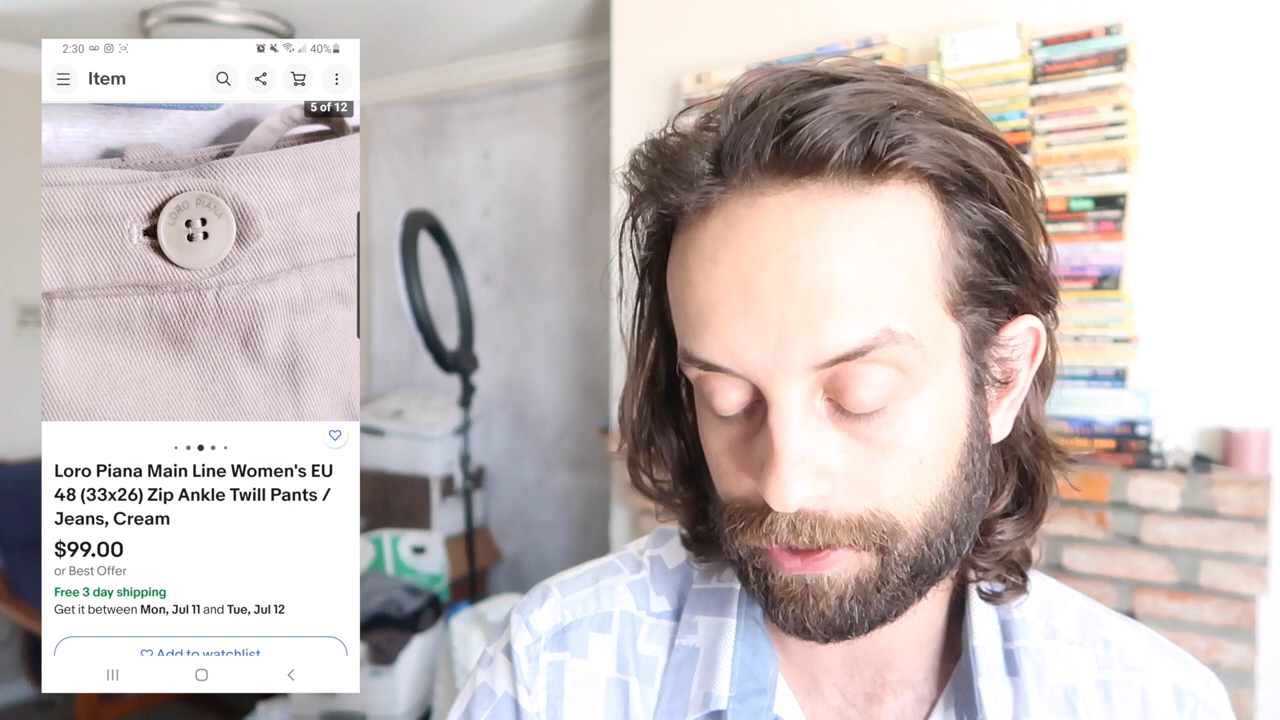 2:30
40%
Item
5 of 12
LORO PIANA
Loro Piana Main Line Women's EU
48 (33x26) Zip Ankle Twill Pants /
Jeans, Cream
$99.00
or Best Offer
Free 3 day shipping
Get it between Mon, Jul 11 and Tue, Jul 12
Add to watchlist